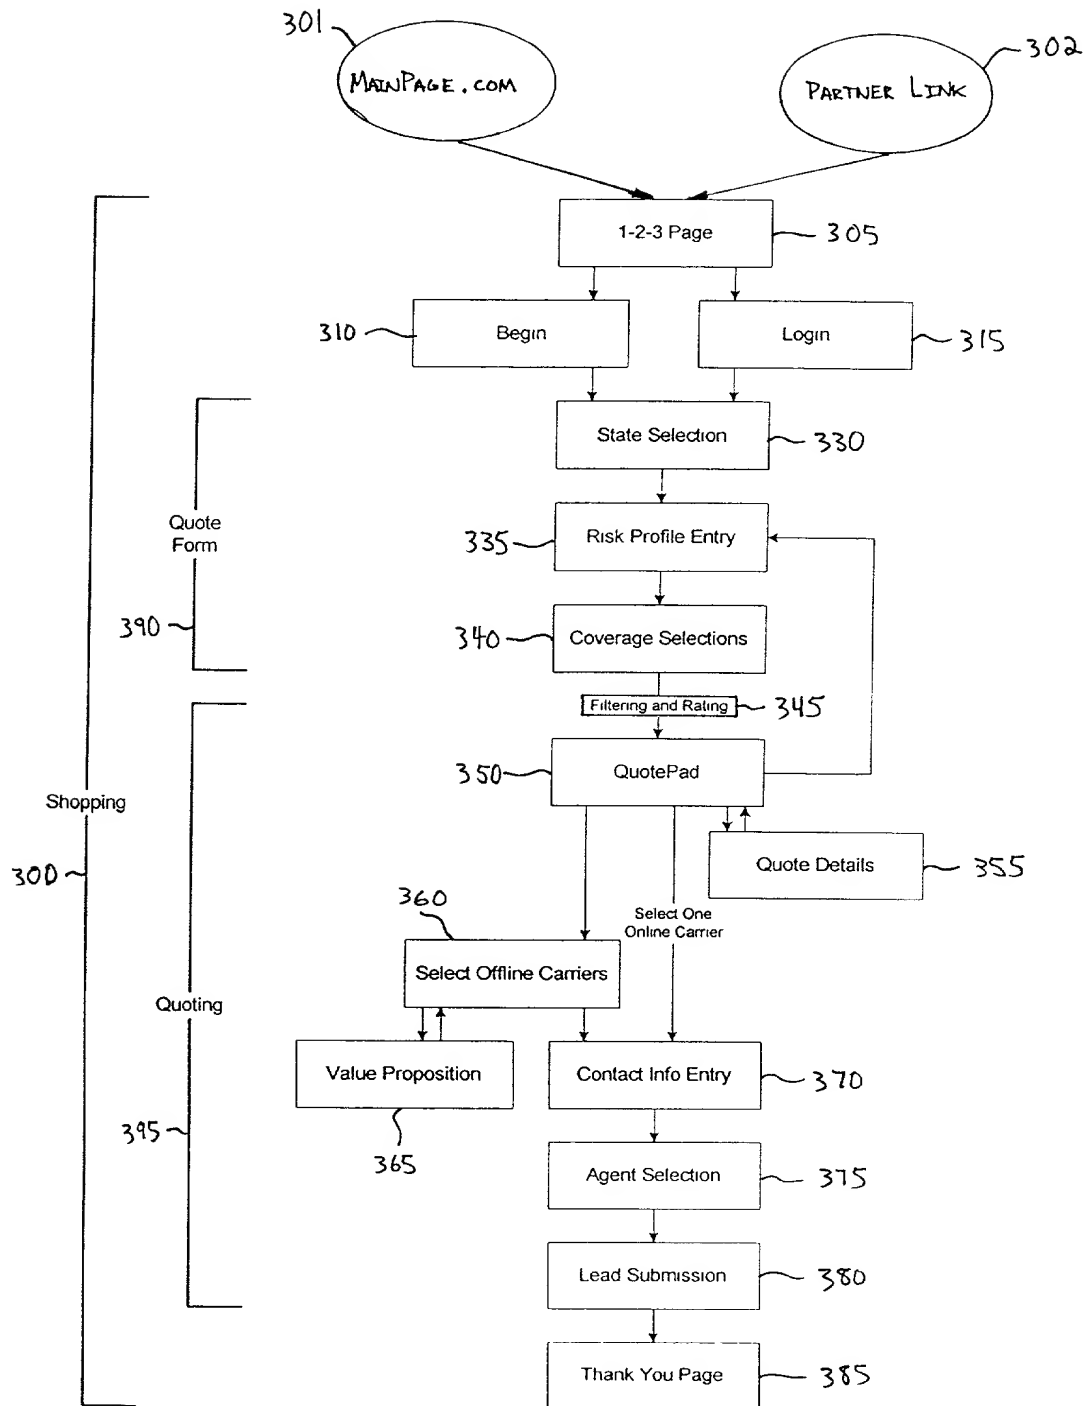 301
302
MAINPAGE.COM
PARTNER LINK
1-2-3 Page
305
310
Begin
Login
315
State Selection
330
Quote
Form
335
Risk Profile Entry
390
340
Coverage Selections
Filtering and Rating
345
350
QuotePad
Shopping
300
Quote Details
355
360
Select One
Online Carrier
Select Offline Carriers
Quoting
Value Proposition
Contact Info Entry
370
395
365
Agent Selection
375
Lead Submission
380
Thank You Page
385